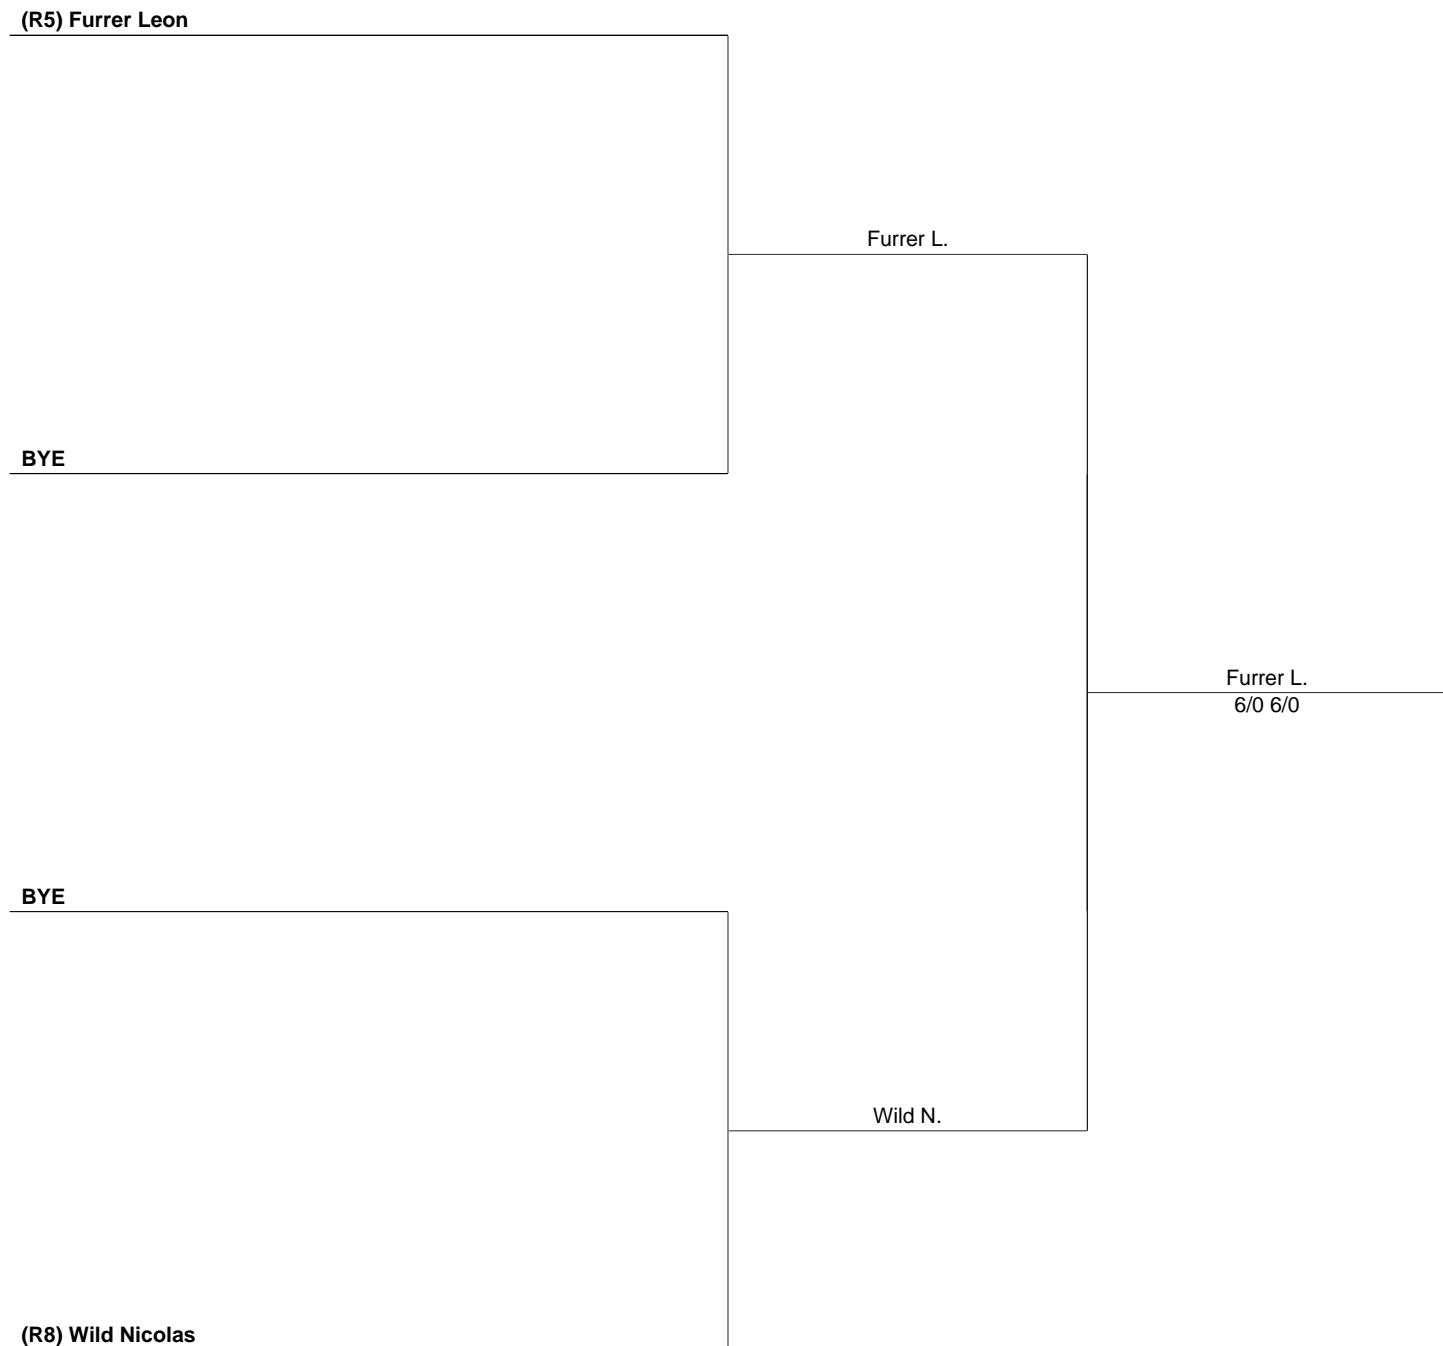 (R5) Furrer Leon
Furrer L.
BYE
Furrer L.
6/0 6/0
BYE
Wild N.
(R8) Wild Nicolas